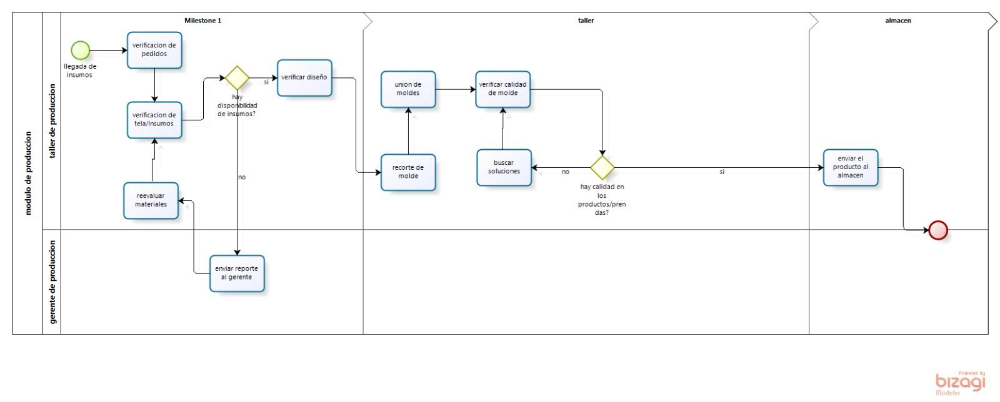 Milestone 1
taller
almacen
modulo de produccion
taller de produccion
gerente de produccion
llegada de
insumos
verificacion de
pedidos
verificacion de
tela/insumos
hay
disponibilidad
de insumos?
si
no
verificar diseño
reevaluar
materiales
enviar reporte
al gerente
recorte de
molde
union de
moldes
verificar calidad
de molde
buscar
soluciones
no
hay calidad en
los
productos/pren
das?
si
enviar el
producto al
almacen
Powered by
bizagi
Modeler